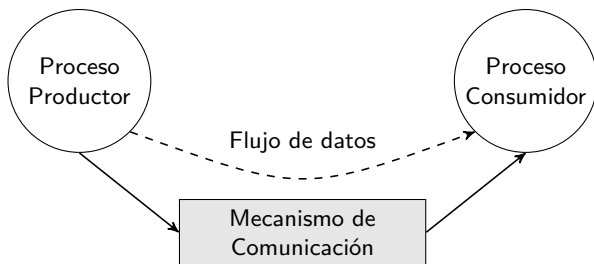 Proceso
Productor
Proceso
Consumidor
Flujo de datos
Mecanismo de
Comunicación